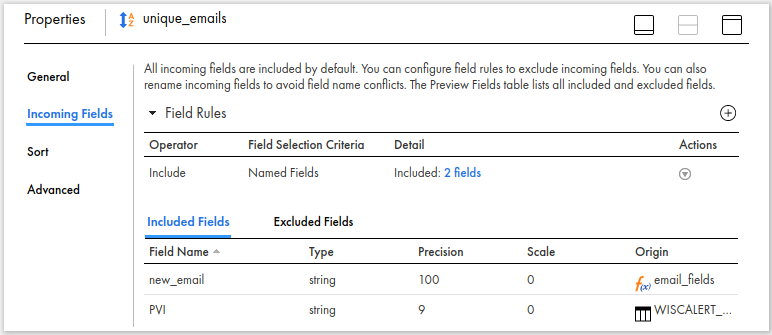 Properties
unique_emails
General
Incoming Fields
Sort
Advanced
All incoming fields are included by default. You can configure field rules to exclude incoming fields. You can also
rename incoming fields to avoid field name conflicts. The Preview Fields table lists all included and excluded fields.
Field Rules
Operator Field Selection Criteria Detail Actions
Include Named Fields Included: 2 fields
Included Fields Excluded Fields
Field Name Type Precision Scale Origin
new_email string 100 0 f(x) email_fields
PVI string 9 0 WISCALERT_...